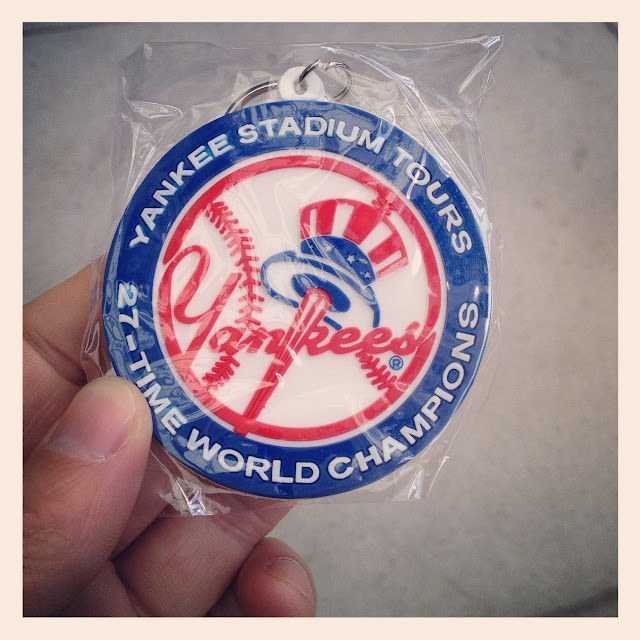 YANKEE STADIUM TOURS
Yankees®
27-TIME WORLD CHAMPIONS